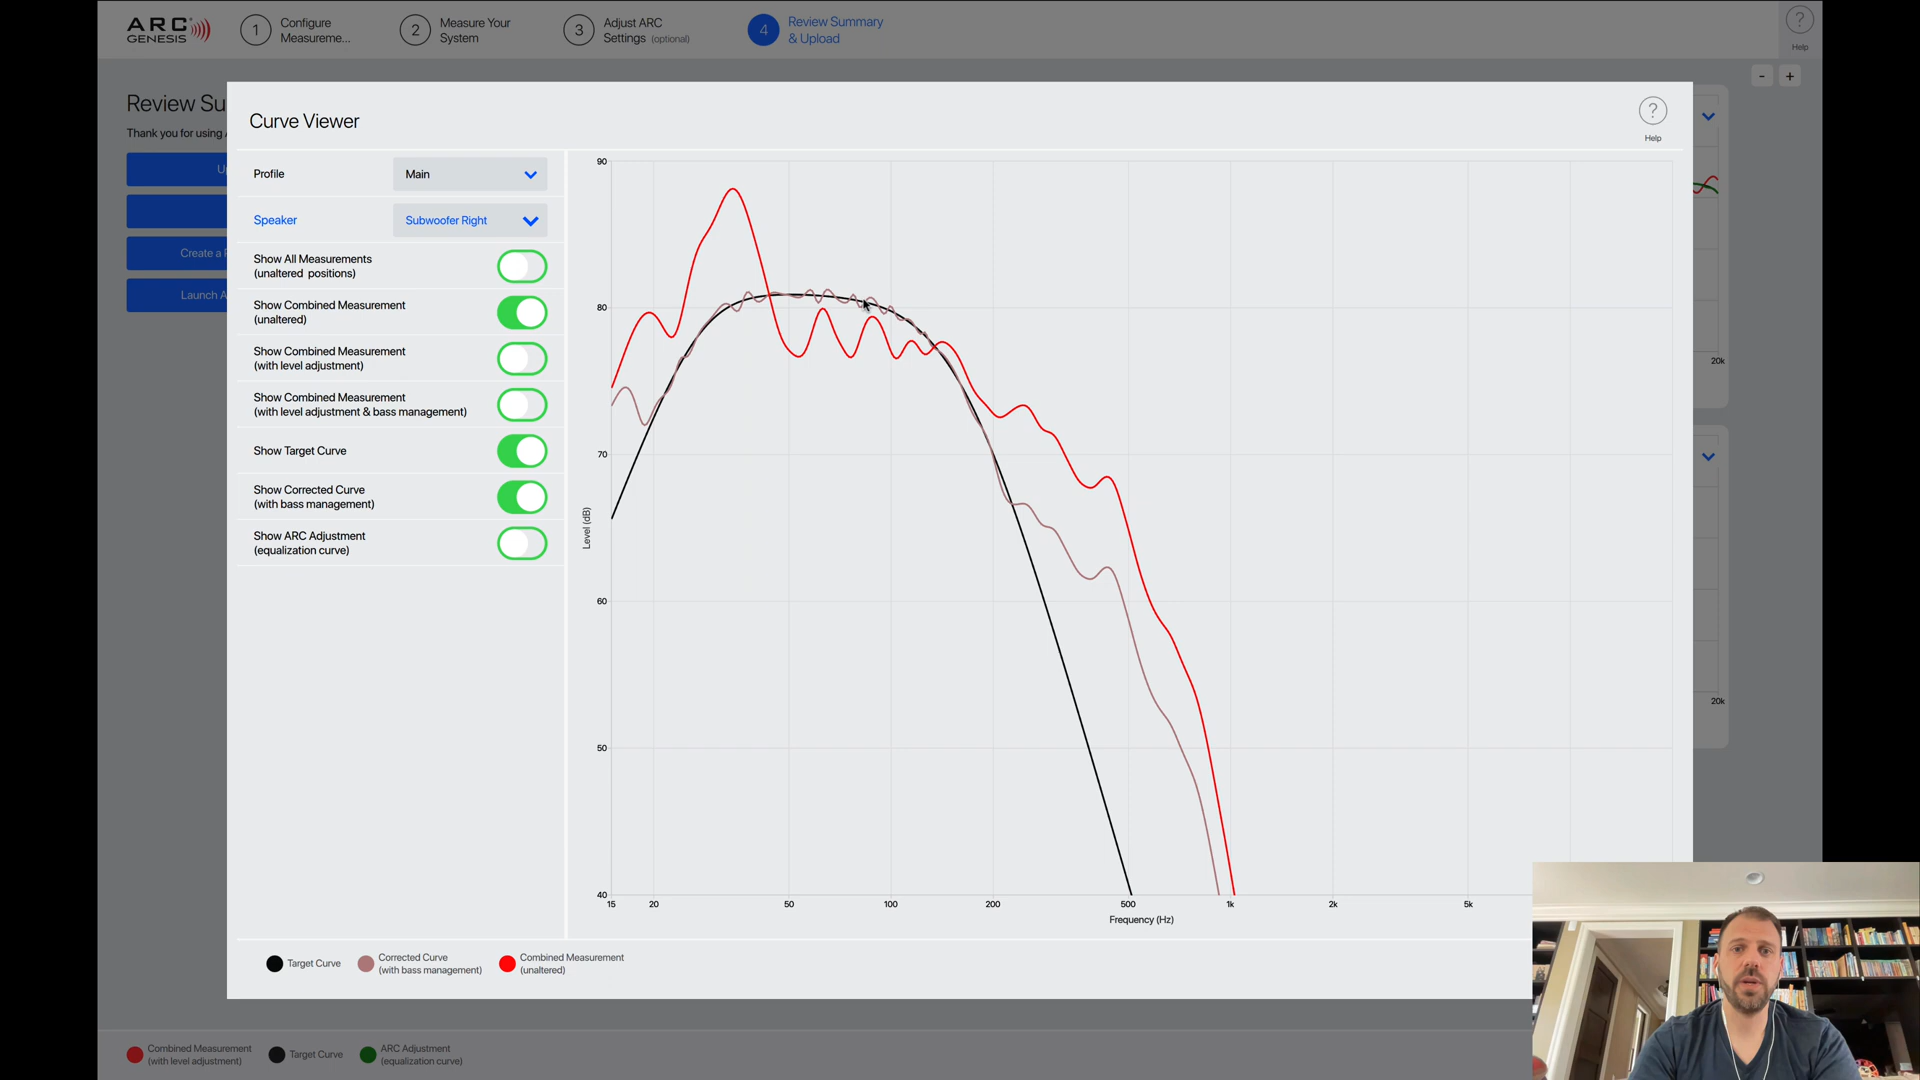 ARC
GENESIS
1
Configure
Measureme...
2
Measure Your
System
3
Adjust ARC
Settings (optional)
4
Review Summary
& Upload
?
Help
-
+
Review Su
Thank you for using
U
Create a
Launch A
Curve Viewer
?
Help
Profile
Main
Speaker
Subwoofer Right
Show All Measurements
(unaltered positions)
Show Combined Measurement
(unaltered)
Show Combined Measurement
(with level adjustment)
Show Combined Measurement
(with level adjustment & bass management)
Show Target Curve
Show Corrected Curve
(with bass management)
Show ARC Adjustment
(equalization curve)
90
80
70
60
50
40
Level (dB)
15
20
50
100
200
500
1k
2k
5k
Frequency (Hz)
20k
20k
Target Curve
Corrected Curve
(with bass management)
Combined Measurement
(unaltered)
Combined Measurement
(with level adjustment)
Target Curve
ARC Adjustment
(equalization curve)